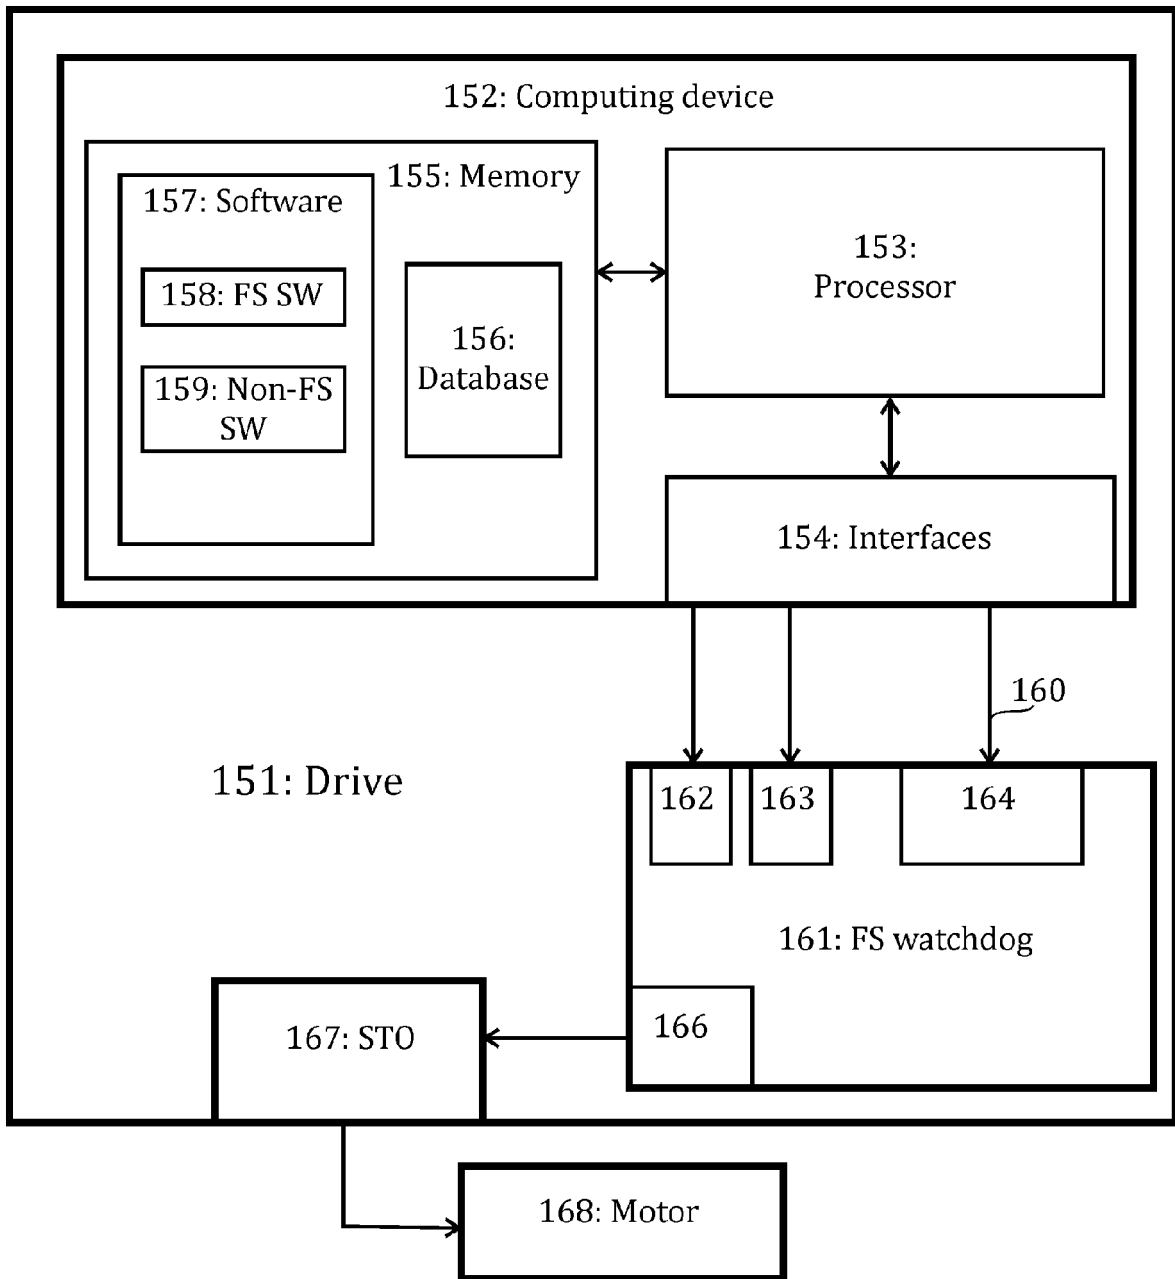 152: Computing device
155: Memory
157: Software
158: FS SW
159: Non-FS
SW
156:
Database
153:
Processor
154: Interfaces
160
151: Drive
162
163
164
161: FS watchdog
166
167: STO
168: Motor